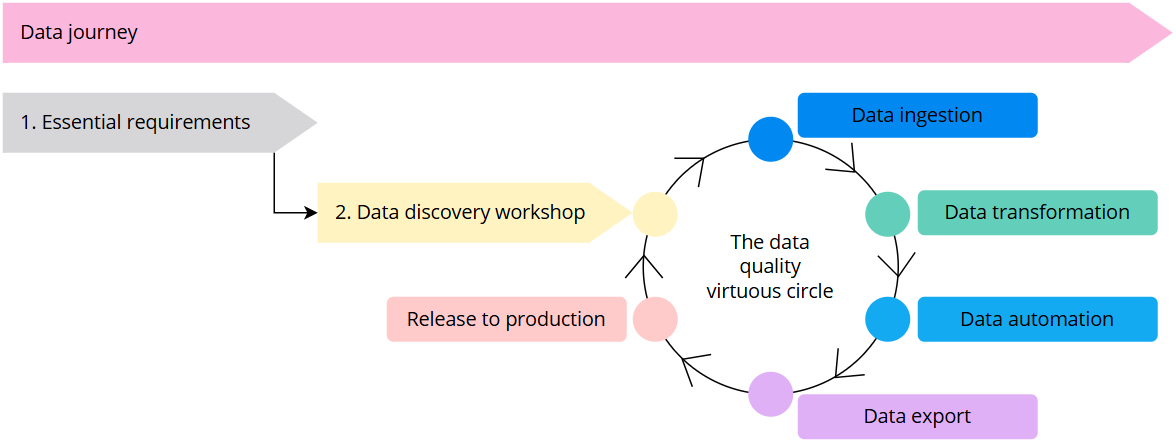 Data journey
1. Essential requirements
Data ingestion
2. Data discovery workshop
Data transformation
The data
quality
virtuous circle
Release to production
Data automation
Data export